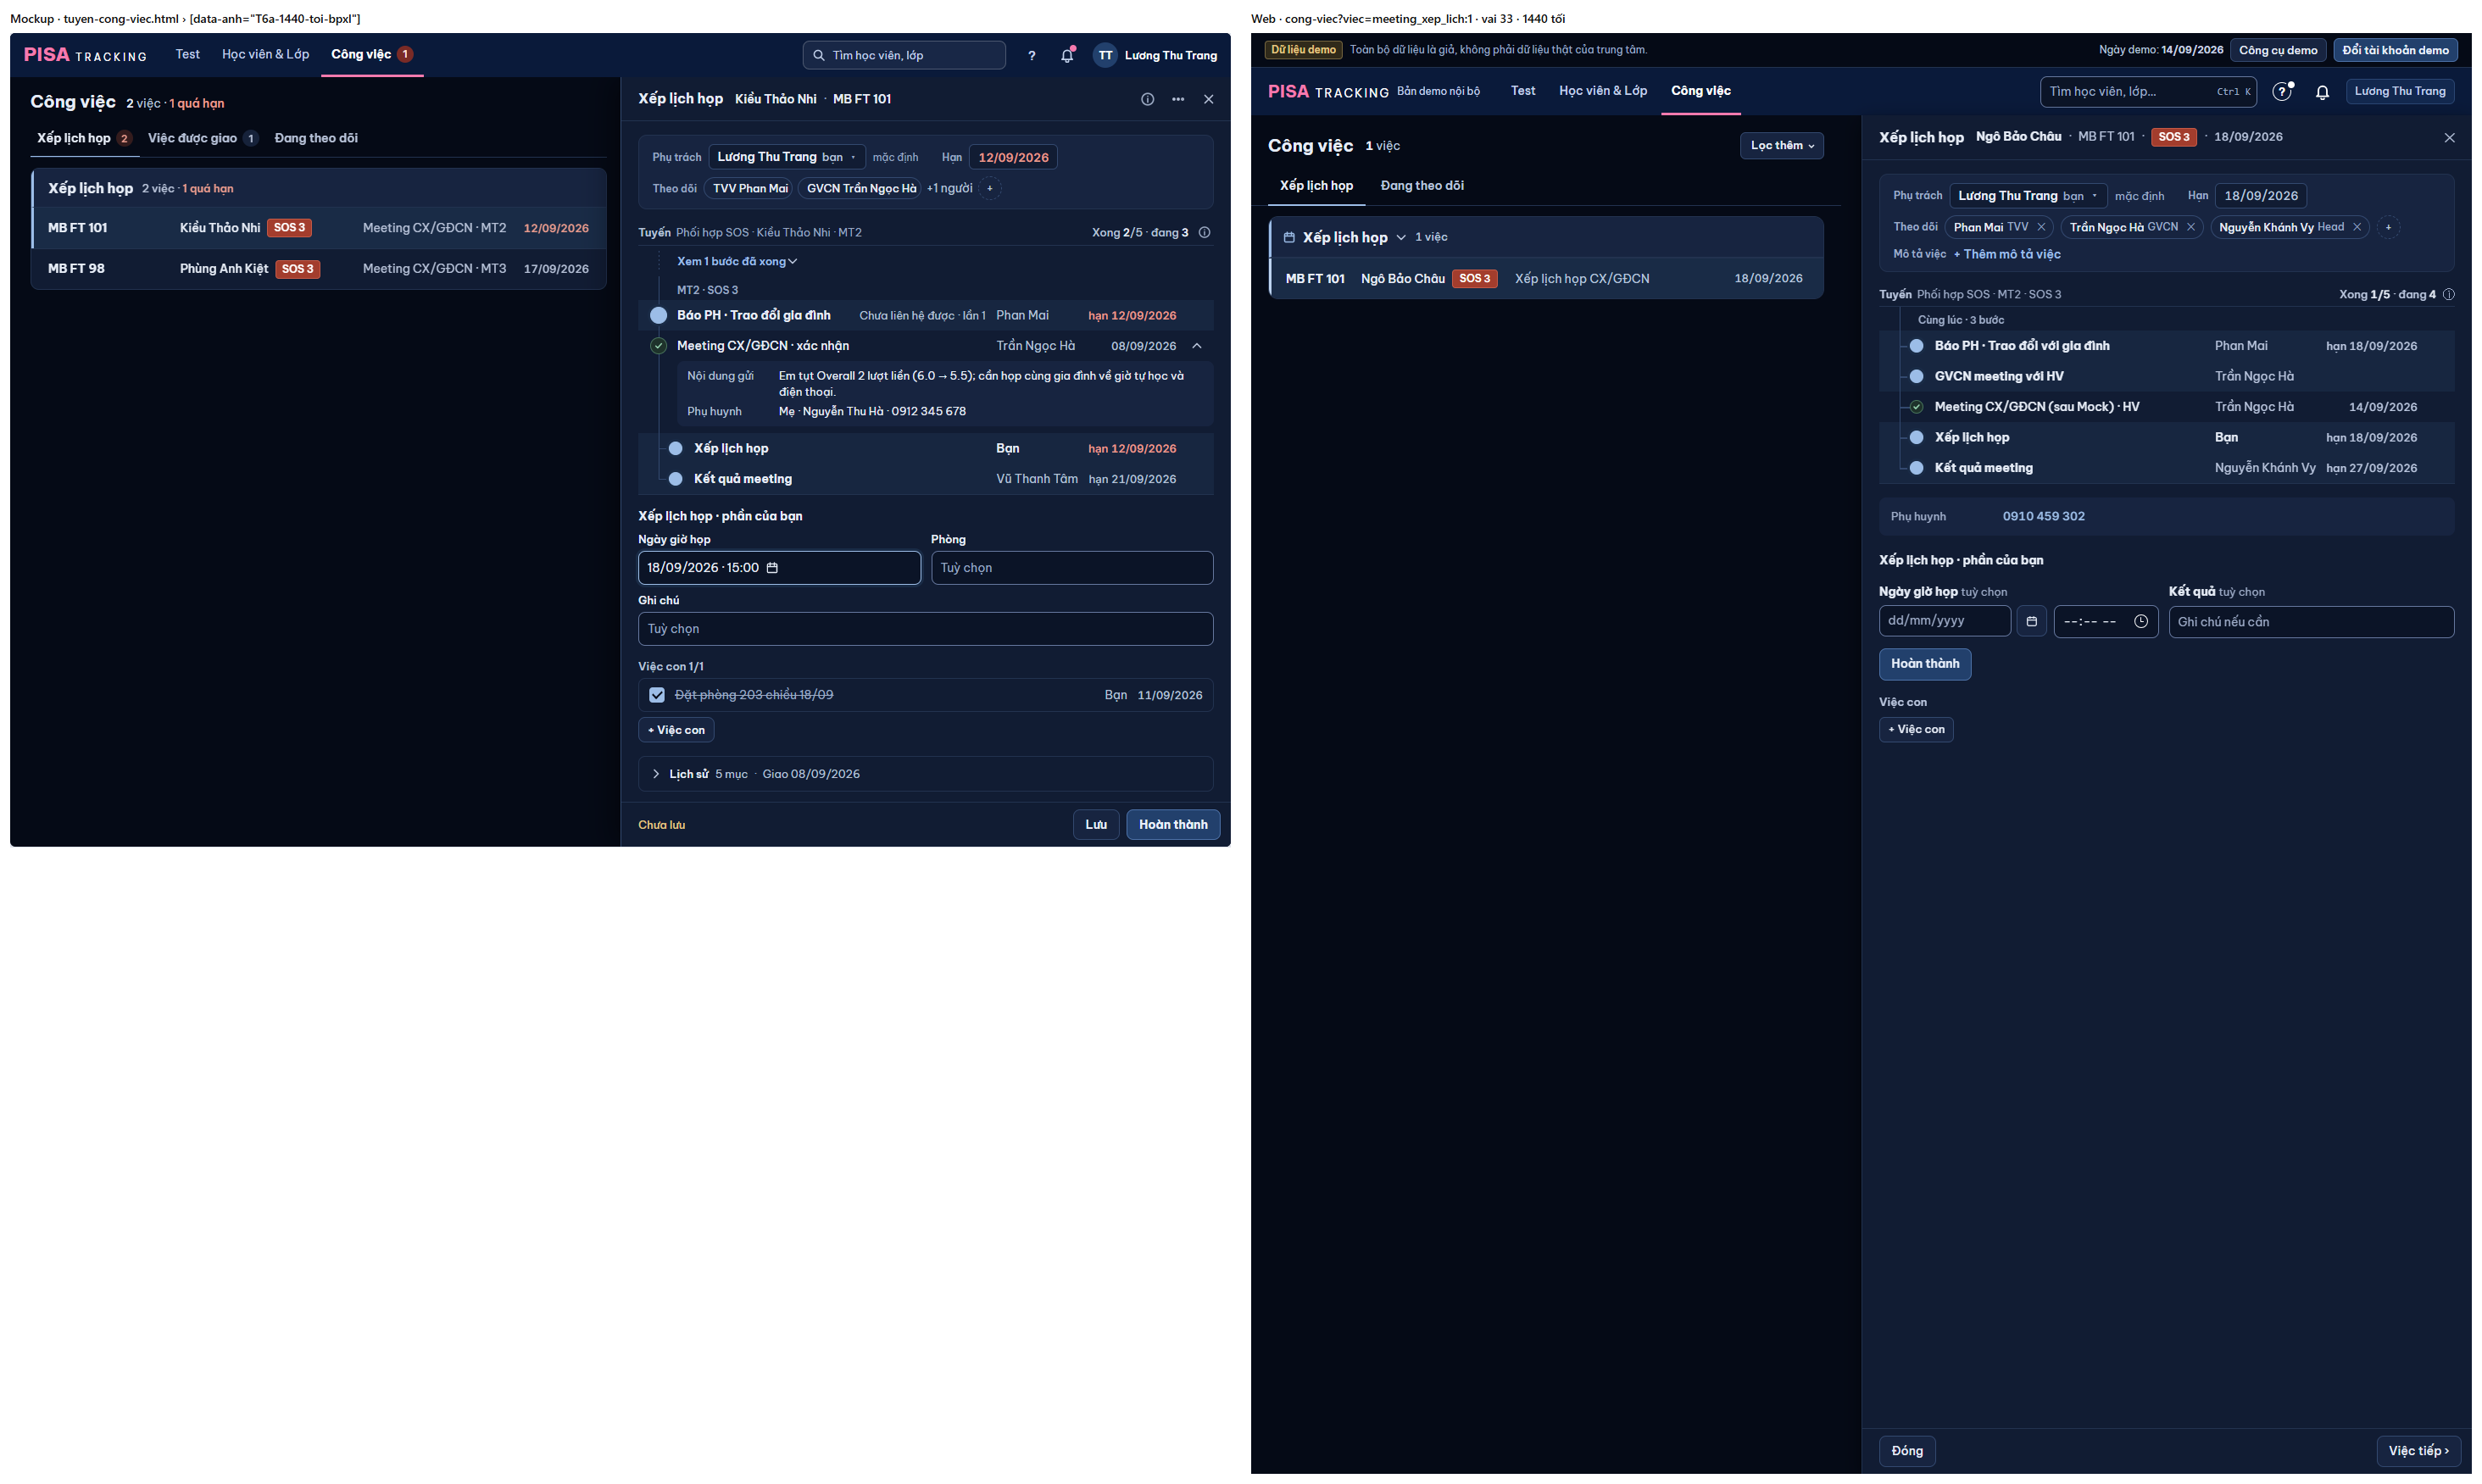 Mockup · tuyen-cong-viec.html › [data-anh="T6a-1440-toi-bpxl"]
PISA TRACKING
Test
Học viên & Lớp
Công việc 1
Tìm học viên, lớp
?
TT Lương Thu Trang
Công việc 2 việc · 1 quá hạn
Xếp lịch họp 2
Việc được giao 1
Đang theo dõi
Xếp lịch họp 2 việc · 1 quá hạn
MB FT 101 Kiều Thảo Nhi SOS 3 Meeting CX/GĐCN · MT2 12/09/2026
MB FT 98 Phùng Anh Kiệt SOS 3 Meeting CX/GĐCN · MT3 17/09/2026
Xếp lịch họp Kiều Thảo Nhi · MB FT 101
Phụ trách Lương Thu Trang bạn mặc định Hạn 12/09/2026
Theo dõi TVV Phan Mai GVCN Trần Ngọc Hà +1 người +
Tuyến Phối hợp SOS · Kiều Thảo Nhi · MT2 Xong 2/5 · đang 3
Xem 1 bước đã xong
MT2 · SOS 3
Báo PH · Trao đổi gia đình Chưa liên hệ được · lần 1 Phan Mai hạn 12/09/2026
Meeting CX/GĐCN · xác nhận Trần Ngọc Hà 08/09/2026
Nội dung gửi Em tụt Overall 2 lượt liền (6.0 → 5.5); cần họp cùng gia đình về giờ tự học và
điện thoại.
Phụ huynh Mẹ · Nguyễn Thu Hà · 0912 345 678
Xếp lịch họp Bạn hạn 12/09/2026
Kết quả meeting Vũ Thanh Tâm hạn 21/09/2026
Xếp lịch họp · phần của bạn
Ngày giờ họp Phòng
18/09/2026 · 15:00 Tuỳ chọn
Ghi chú
Tuỳ chọn
Việc con 1/1
Đặt phòng 203 chiều 18/09 Bạn 11/09/2026
+ Việc con
Lịch sử 5 mục · Giao 08/09/2026
Chưa lưu Lưu Hoàn thành
Web · cong-viec?viec=meeting_xep_lich:1 · vai 33 · 1440 tối
Dữ liệu demo Toàn bộ dữ liệu là giả, không phải dữ liệu thật của trung tâm.
Ngày demo: 14/09/2026 Công cụ demo Đổi tài khoản demo
PISA TRACKING Bản demo nội bộ
Test
Học viên & Lớp
Công việc
Tìm học viên, lớp... Ctrl K
?
Lương Thu Trang
Công việc 1 việc
Lọc thêm
Xếp lịch họp
Đang theo dõi
Xếp lịch họp 1 việc
MB FT 101 Ngô Bảo Châu SOS 3 Xếp lịch họp CX/GĐCN 18/09/2026
Xếp lịch họp Ngô Bảo Châu · MB FT 101 · SOS 3 · 18/09/2026
Phụ trách Lương Thu Trang bạn mặc định Hạn 18/09/2026
Theo dõi Phan Mai TVV Trần Ngọc Hà GVCN Nguyễn Khánh Vy Head +
Mô tả việc + Thêm mô tả việc
Tuyến Phối hợp SOS · MT2 · SOS 3 Xong 1/5 · đang 4
Cùng lúc · 3 bước
Báo PH · Trao đổi với gia đình Phan Mai hạn 18/09/2026
GVCN meeting với HV Trần Ngọc Hà
Meeting CX/GĐCN (sau Mock) · HV Trần Ngọc Hà 14/09/2026
Xếp lịch họp Bạn hạn 18/09/2026
Kết quả meeting Nguyễn Khánh Vy hạn 27/09/2026
Phụ huynh 0910 459 302
Xếp lịch họp · phần của bạn
Ngày giờ họp tuỳ chọn Kết quả tuỳ chọn
dd/mm/yyyy --:-- -- Ghi chú nếu cần
Hoàn thành
Việc con
+ Việc con
Đóng Việc tiếp ›